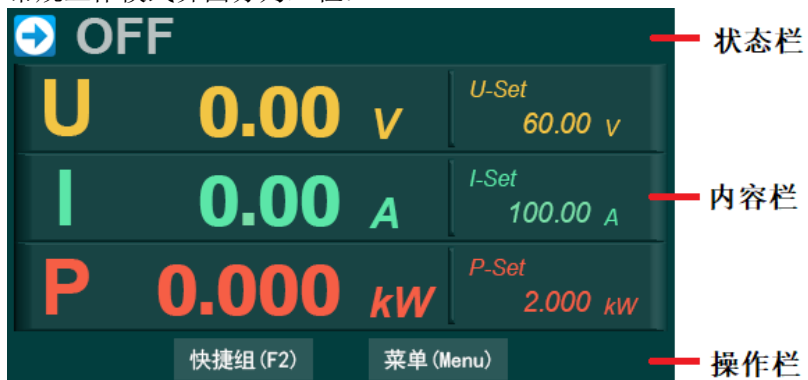 OFF
状态栏
U 0.00 V
U-Set
60.00 V
I 0.00 A
I-Set
100.00 A
内容栏
P 0.000 kW
P-Set
2.000 kW
快捷组(F2) 菜单(Menu)
操作栏